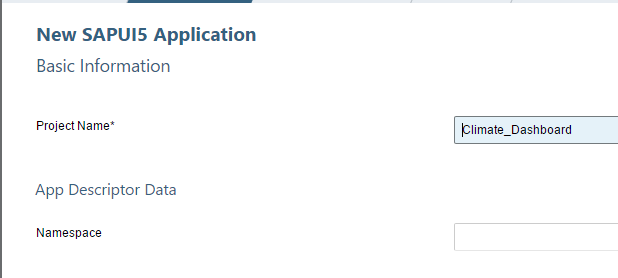 New SAPUI5 Application
Basic Information
Project Name*
Climate_Dashboard
App Descriptor Data
Namespace